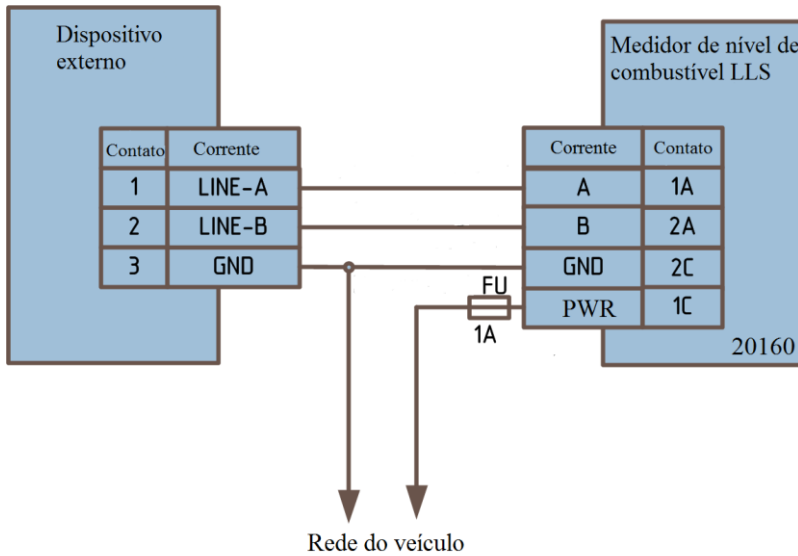 Dispositivo
externo
Medidor de nível de
combustível LLS
Contato Corrente
1 LINE-A
2 LINE-B
3 GND
Corrente Contato
A 1A
B 2A
GND 2C
PWR 1C
FU
1A
20160
Rede do veículo